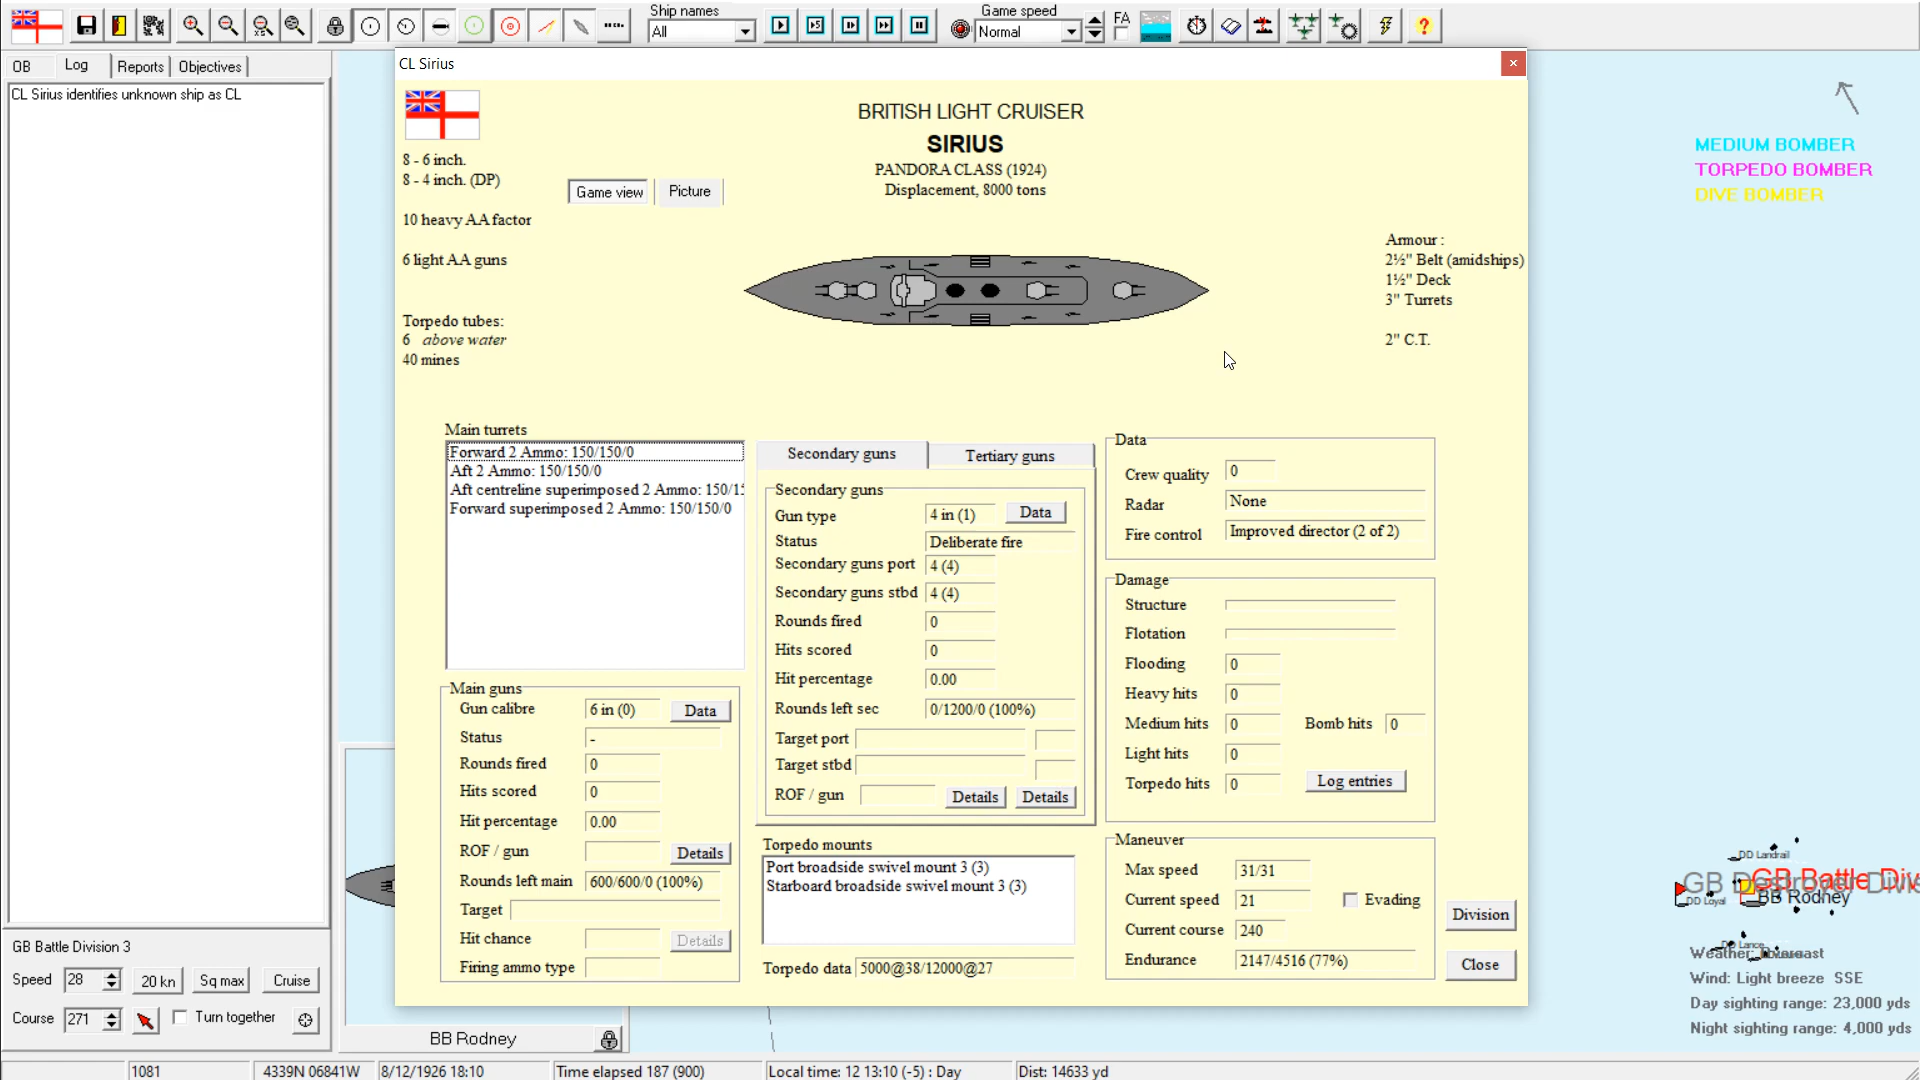 Ship names
All
Game speed
Normal
FA
OB
Log
Reports
Objectives
CL Sirius identifies unknown ship as CL
CL Sirius
BRITISH LIGHT CRUISER
SIRIUS
PANDORA CLASS (1924)
Displacement, 8000 tons
8 - 6 inch.
8 - 4 inch. (DP)
10 heavy AA factor
6 light AA guns
Torpedo tubes:
6 above water
40 mines
Game view
Picture
Armour :
2½" Belt (amidships)
1½" Deck
3" Turrets
2" C.T.
MEDIUM BOMBER
TORPEDO BOMBER
DIVE BOMBER
Main turrets
Forward 2 Ammo: 150/150/0
Aft 2 Ammo: 150/150/0
Aft centreline superimposed 2 Ammo: 150/15
Forward superimposed 2 Ammo: 150/150/0
Main guns
Gun calibre 6 in (0) Data
Status -
Rounds fired 0
Hits scored 0
Hit percentage 0.00
ROF / gun Details
Rounds left main 600/600/0 (100%)
Target
Hit chance Details
Firing ammo type
Secondary guns
Tertiary guns
Secondary guns
Gun type 4 in (1) Data
Status Deliberate fire
Secondary guns port 4 (4)
Secondary guns stbd 4 (4)
Rounds fired 0
Hits scored 0
Hit percentage 0.00
Rounds left sec 0/1200/0 (100%)
Target port
Target stbd
ROF / gun Details Details
Torpedo mounts
Port broadside swivel mount 3 (3)
Starboard broadside swivel mount 3 (3)
Torpedo data 5000@38/12000@27
Data
Crew quality 0
Radar None
Fire control Improved director (2 of 2)
Damage
Structure
Flotation
Flooding 0
Heavy hits 0
Medium hits 0 Bomb hits 0
Light hits 0
Torpedo hits 0 Log entries
Maneuver
Max speed 31/31
Current speed 21 Evading
Current course 240
Endurance 2147/4516 (77%)
Division
Close
DD Landrail
GB Battle Div
DD Loyal
BB Rodney
DD Lance
Weather: Overcast
Wind: Light breeze SSE
Day sighting range: 23,000 yds
Night sighting range: 4,000 yds
GB Battle Division 3
Speed 28 20 kn Sq max Cruise
Course 271 Turn together
BB Rodney
1081
4339N 06841W
8/12/1926 18:10
Time elapsed 187 (900)
Local time: 12 13:10 (-5) : Day
Dist: 14633 yd